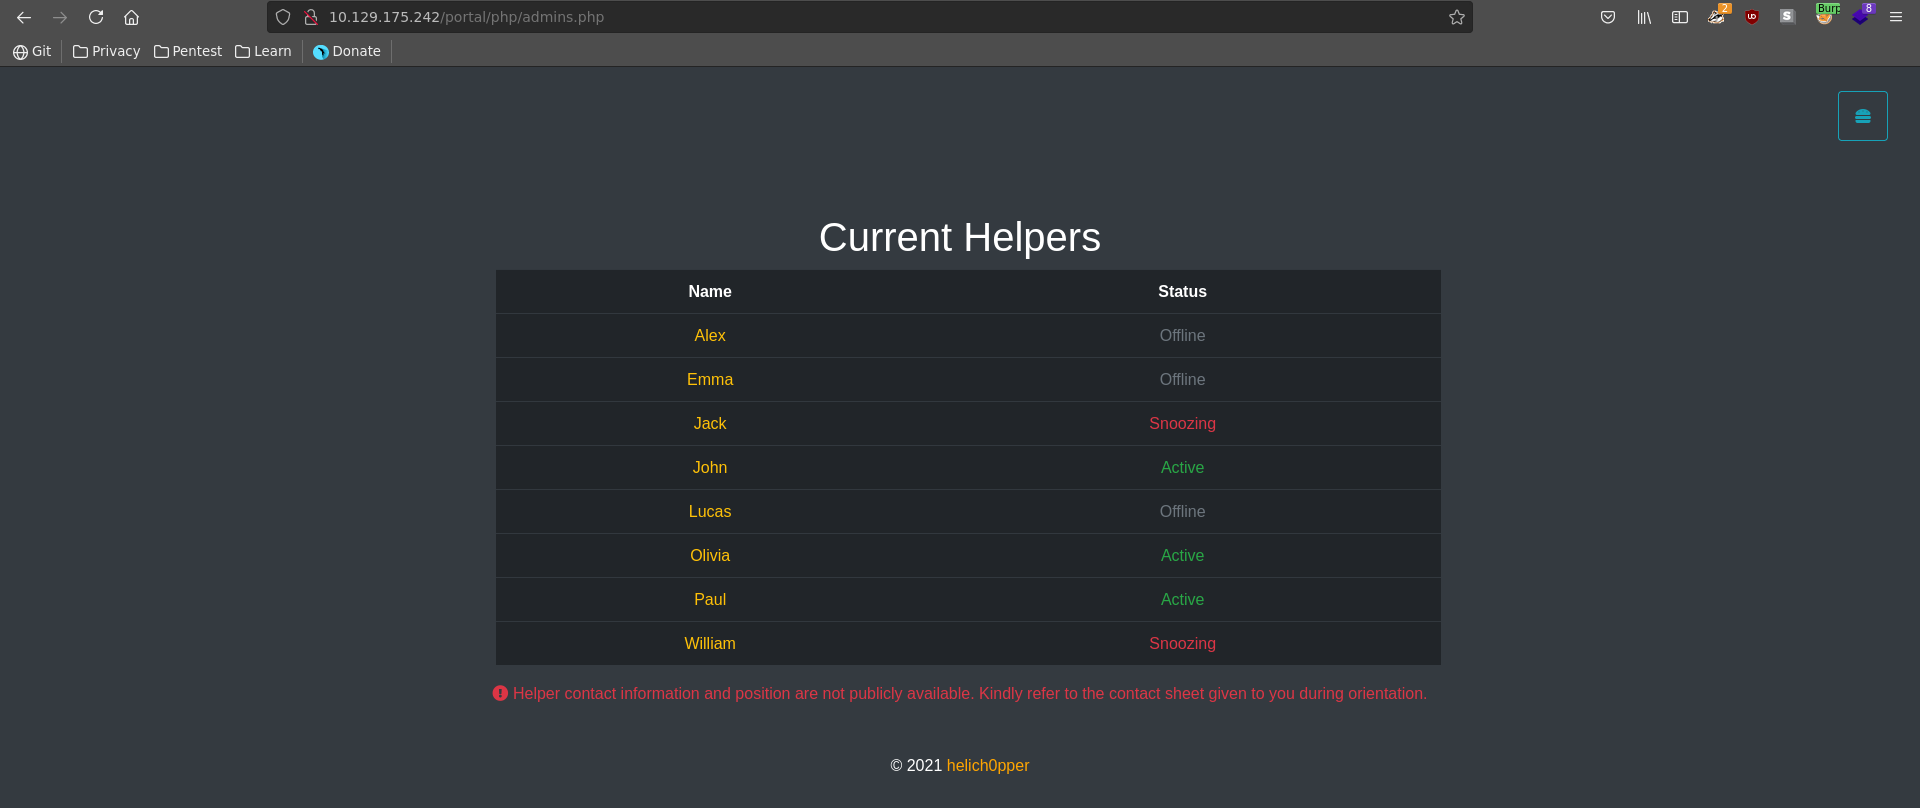 10.129.175.242/portal/php/admins.php
2 Burp 8
Git Privacy Pentest Learn Donate
Current Helpers
Name Status
Alex Offline
Emma Offline
Jack Snoozing
John Active
Lucas Offline
Olivia Active
Paul Active
William Snoozing
Helper contact information and position are not publicly available. Kindly refer to the contact sheet given to you during orientation.
© 2021 helich0pper